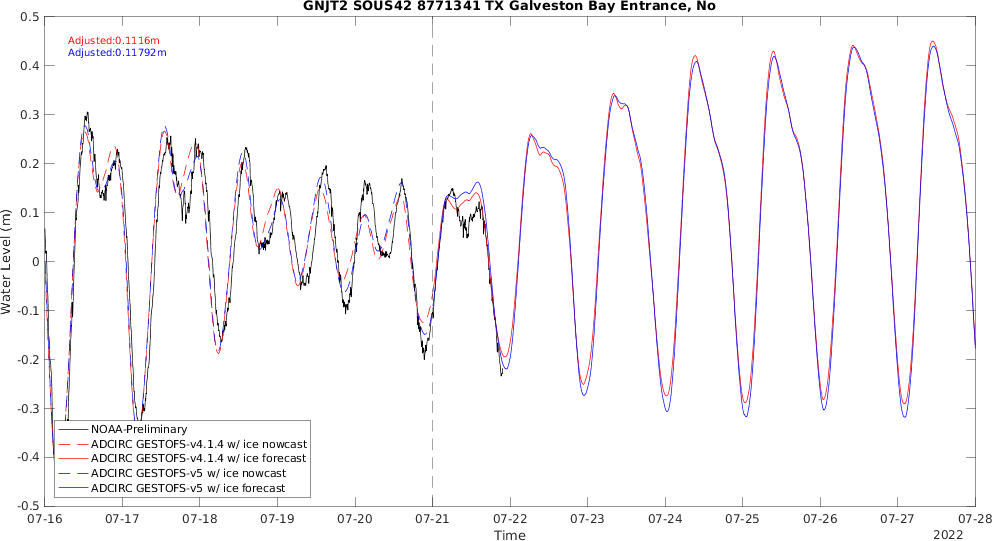 GNJT2 SOUS42 8771341 TX Galveston Bay Entrance, No
Adjusted:0.1116m
Adjusted:0.11792m
0.5
0.4
0.3
0.2
0.1
0
-0.1
-0.2
-0.3
-0.4
-0.5
Water Level (m)
NOAA-Preliminary
ADCIRC GESTOFS-v4.1.4 w/ ice nowcast
ADCIRC GESTOFS-v4.1.4 w/ ice forecast
ADCIRC GESTOFS-v5 w/ ice nowcast
ADCIRC GESTOFS-v5 w/ ice forecast
07-16 07-17 07-18 07-19 07-20 07-21 07-22 07-23 07-24 07-25 07-26 07-27 07-28
Time
2022